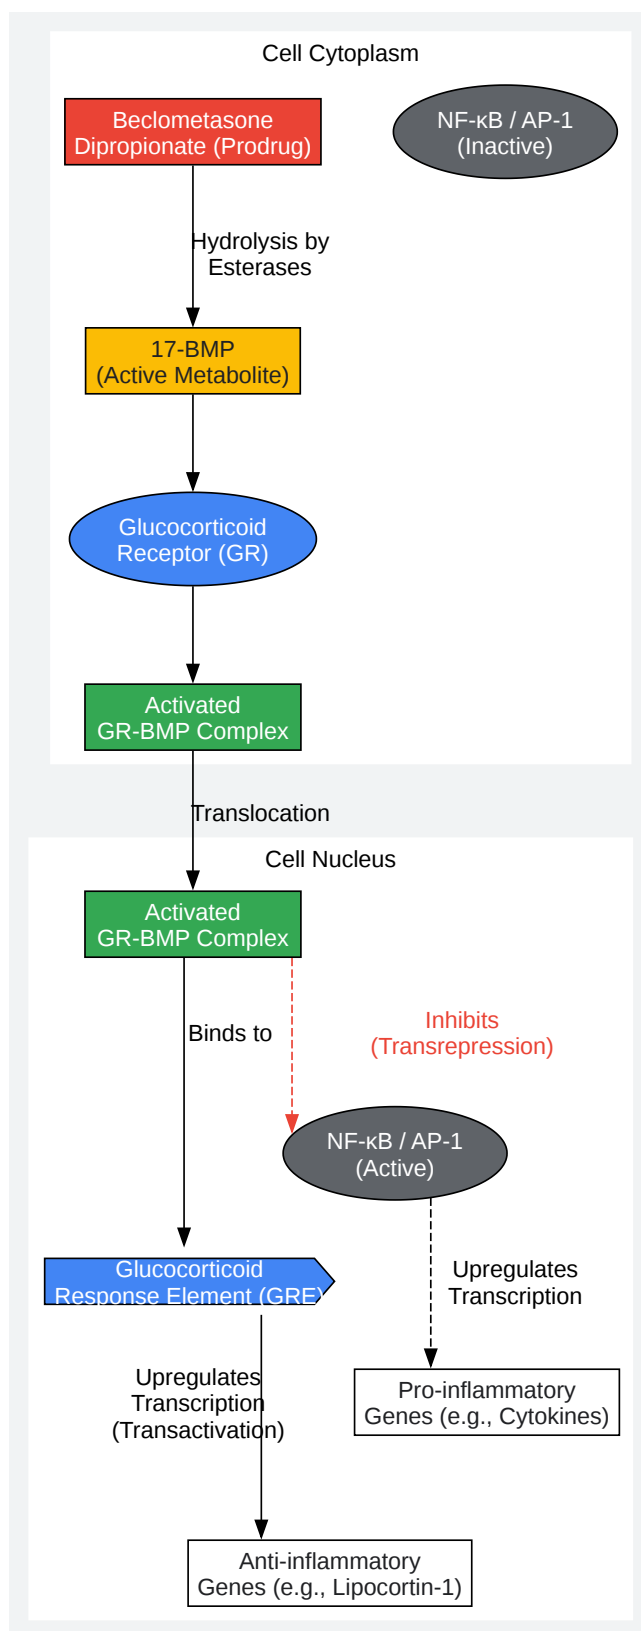 Cell Cytoplasm
Beclometasone
Dipropionate (Prodrug)
NF-κB / AP-1
(Inactive)
Hydrolysis by
Esterases
17-BMP
(Active Metabolite)
Glucocorticoid
Receptor (GR)
Activated
GR-BMP Complex
Translocation
Cell Nucleus
Activated
GR-BMP Complex
Binds to
Inhibits
(Transrepression)
NF-κB / AP-1
(Active)
Glucocorticoid
Response Element (GRE)
Upregulates
Transcription
Upregulates
Transcription
(Transactivation)
Pro-inflammatory
Genes (e.g., Cytokines)
Anti-inflammatory
Genes (e.g., Lipocortin-1)